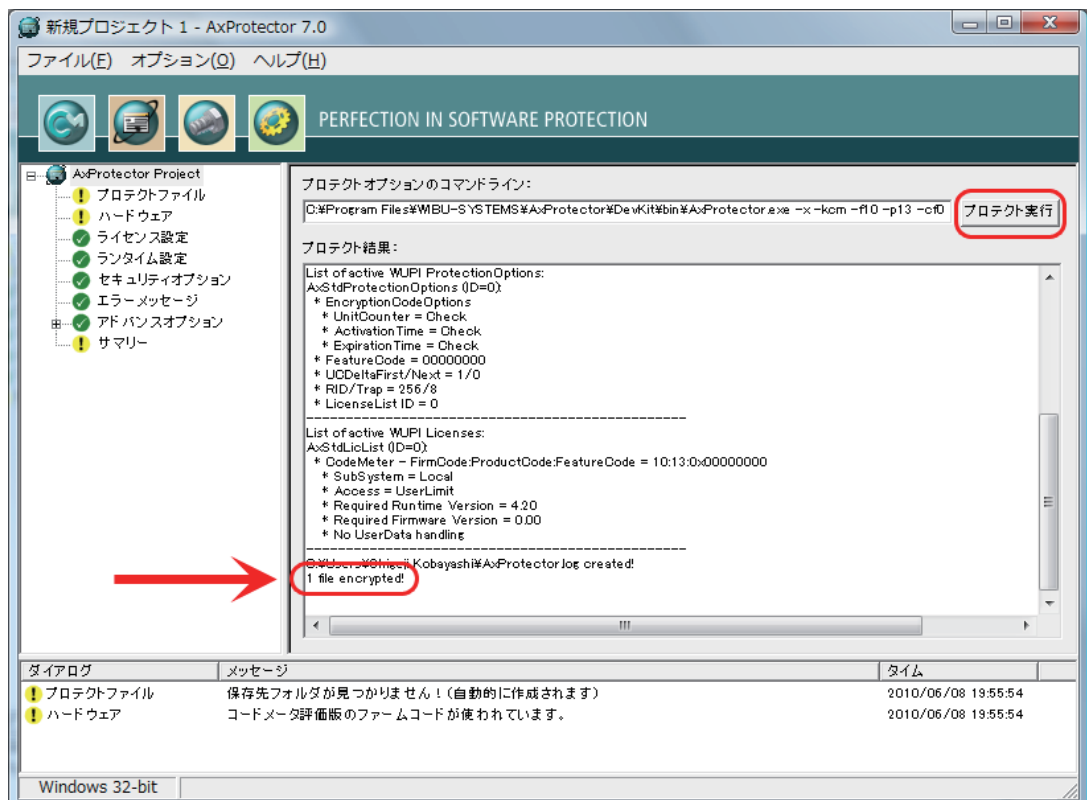 新規プロジェクト 1 - AxProtector 7.0
ファイル(F) オプション(O) ヘルプ(H)
PERFECTION IN SOFTWARE PROTECTION
AxProtector Project
プロテクトファイル
ハードウェア
ライセンス設定
ランタイム設定
セキュリティオプション
エラーメッセージ
アドバンスオプション
サマリー
プロテクトオプションのコマンドライン:
C:¥Program Files¥WIBU-SYSTEMS¥AxProtector¥DevKit¥bin¥AxProtector.exe -x -kcm -f10 -p13 -cf0
プロテクト実行
プロテクト結果:
List of active WUPI ProtectionOptions:
AxStdProtectionOptions (ID=0):
* EncryptionCodeOptions
* UnitCounter = Check
* ActivationTime = Check
* ExpirationTime = Check
* FeatureCode = 00000000
* UCDeltaFirst/Next = 1/0
* RID/Trap = 256/8
* LicenseList ID = 0
List of active WUPI Licenses:
AxStdLicList (ID=0):
* CodeMeter - FirmCode:ProductCode:FeatureCode = 10:13:0x00000000
* SubSystem = Local
* Access = UserLimit
* Required Runtime Version = 4.20
* Required Firmware Version = 0.00
* No UserData handling
C:¥Users¥Shigeji Kobayashi¥AxProtector.log created!
1 file encrypted!
ダイアログ メッセージ タイム
プロテクトファイル 保存先フォルダが見つかりません!(自動的に作成されます) 2010/06/08 19:55:54
ハードウェア コードメータ評価版のファームコードが使われています。 2010/06/08 19:55:54
Windows 32-bit